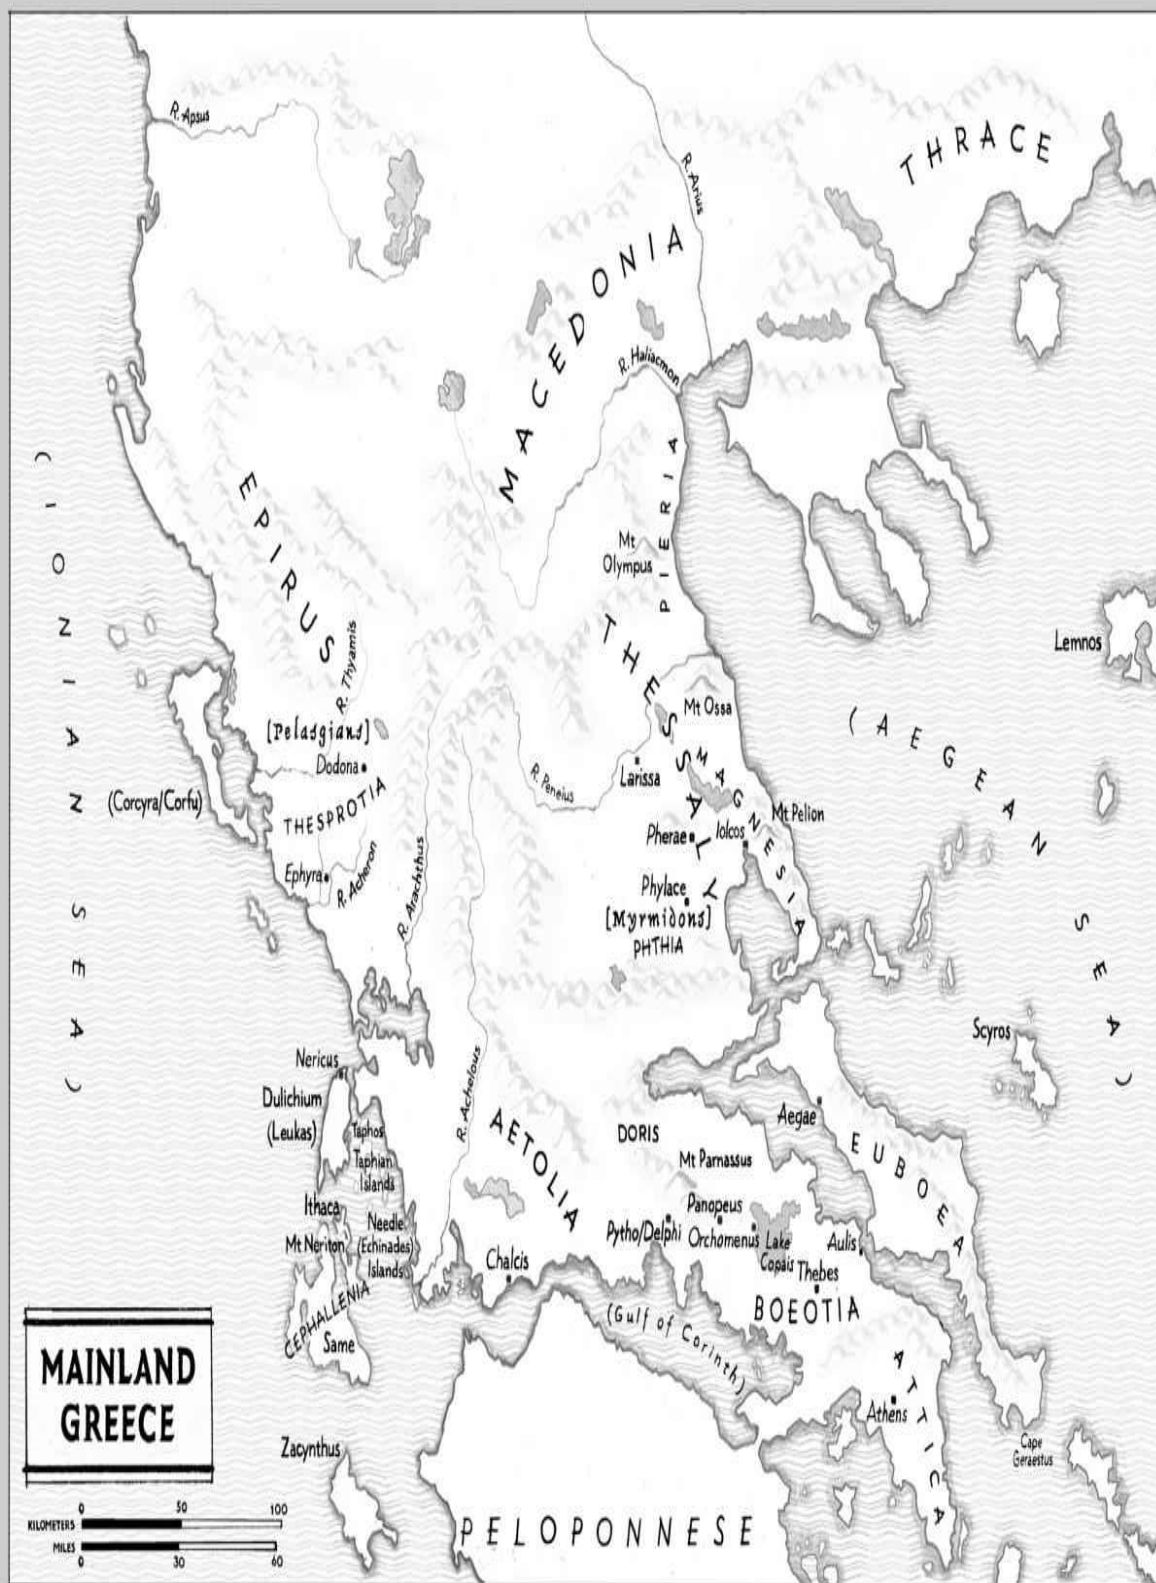 R. Apsus
THRACE
R. Arius
MACEDONIA
R. Haliacmon
PIERIA
EPIRUS
(IONIAN SEA)
Mt
Olympus
THESSALY
R. Thyamis
Lemnos
Mt Ossa
(AEGEAN SEA)
[Pelasgians]
Dodona
R. Peneius
Larissa
MAGNESIA
(Corcyra/Corfu)
THESPROTIA
Mt Pelion
Pherae
Iolcos
Ephyra
R. Acheron
R. Arachthus
Phylace
[Myrmidons]
PHTHIA
Scyros
Nericus
R. Achelous
Dulichium
(Leukas)
Taphos
Taphian
Islands
AETOLIA
DORIS
Aegae
EUBOEA
Mt Parnassus
Ithaca
Panopeus
Needle
(Echinades)
Islands
Mt Neriton
Pytho/Delphi
Orchomenus
Lake
Copais
Aulis
Chalcis
Thebes
CEPHALLENIA
Same
BOEOTIA
(Gulf of Corinth)
ATTICA
Athens
MAINLAND
GREECE
Zacynthus
Cape
Geraestus
0 50 100
KILOMETERS
MILES
0 30 60
PELOPONNESE